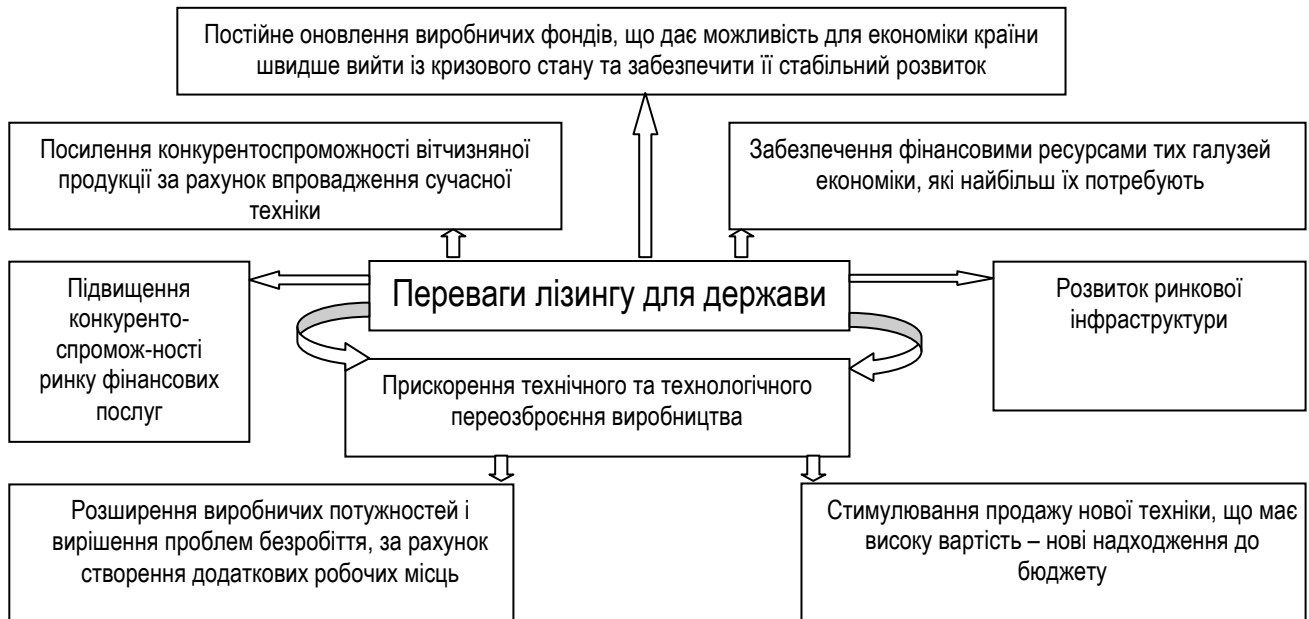 Постійне оновлення виробничих фондів, що дає можливість для економіки країни
швидше вийти із кризового стану та забезпечити її стабільний розвиток
Посилення конкурентоспроможності вітчизняної
продукції за рахунок впровадження сучасної
техніки
Забезпечення фінансовими ресурсами тих галузей
економіки, які найбільш їх потребують
Підвищення
конкуренто-
спромож-ності
ринку фінансових
послуг
Переваги лізингу для держави
Розвиток ринкової
інфраструктури
Прискорення технічного та технологічного
переозброєння виробництва
Розширення виробничих потужностей і
вирішення проблем безробіття, за рахунок
створення додаткових робочих місць
Стимулювання продажу нової техніки, що має
високу вартість – нові надходження до
бюджету